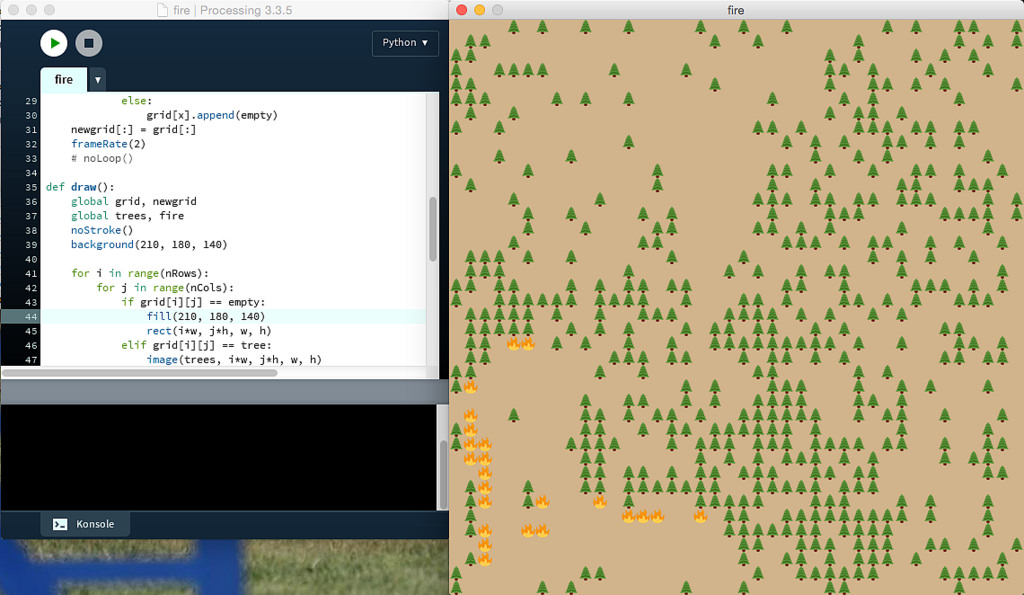 fire | Processing 3.3.5
fire
Python ▼
fire ▼
29 else:
30 grid[x].append(empty)
31 newgrid[:] = grid[:]
32 frameRate(2)
33 # noLoop()
34
35 def draw():
36 global grid, newgrid
37 global trees, fire
38 noStroke()
39 background(210, 180, 140)
40
41 for i in range(nRows):
42 for j in range(nCols):
43 if grid[i][j] == empty:
44 fill(210, 180, 140)
45 rect(i*w, j*h, w, h)
46 elif grid[i][j] == tree:
47 image(trees, i*w, j*h, w, h)
Konsole